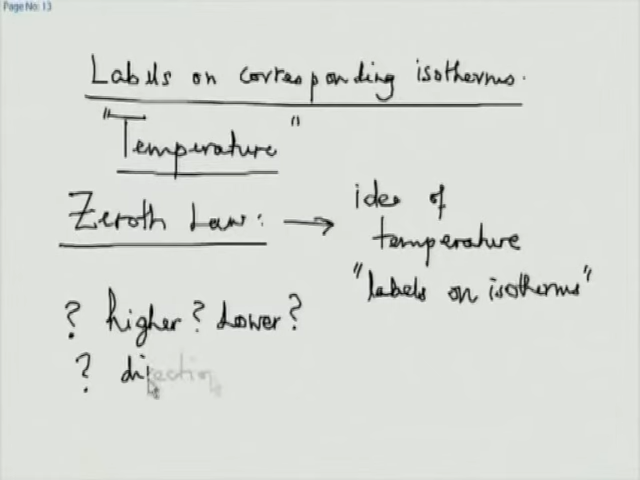 Page No: 13
Labels on corresponding isotherms.
"Temperature"
Zeroth Law: → idea of
temperature
"labels on isotherms"
? higher? Lower?
? direction